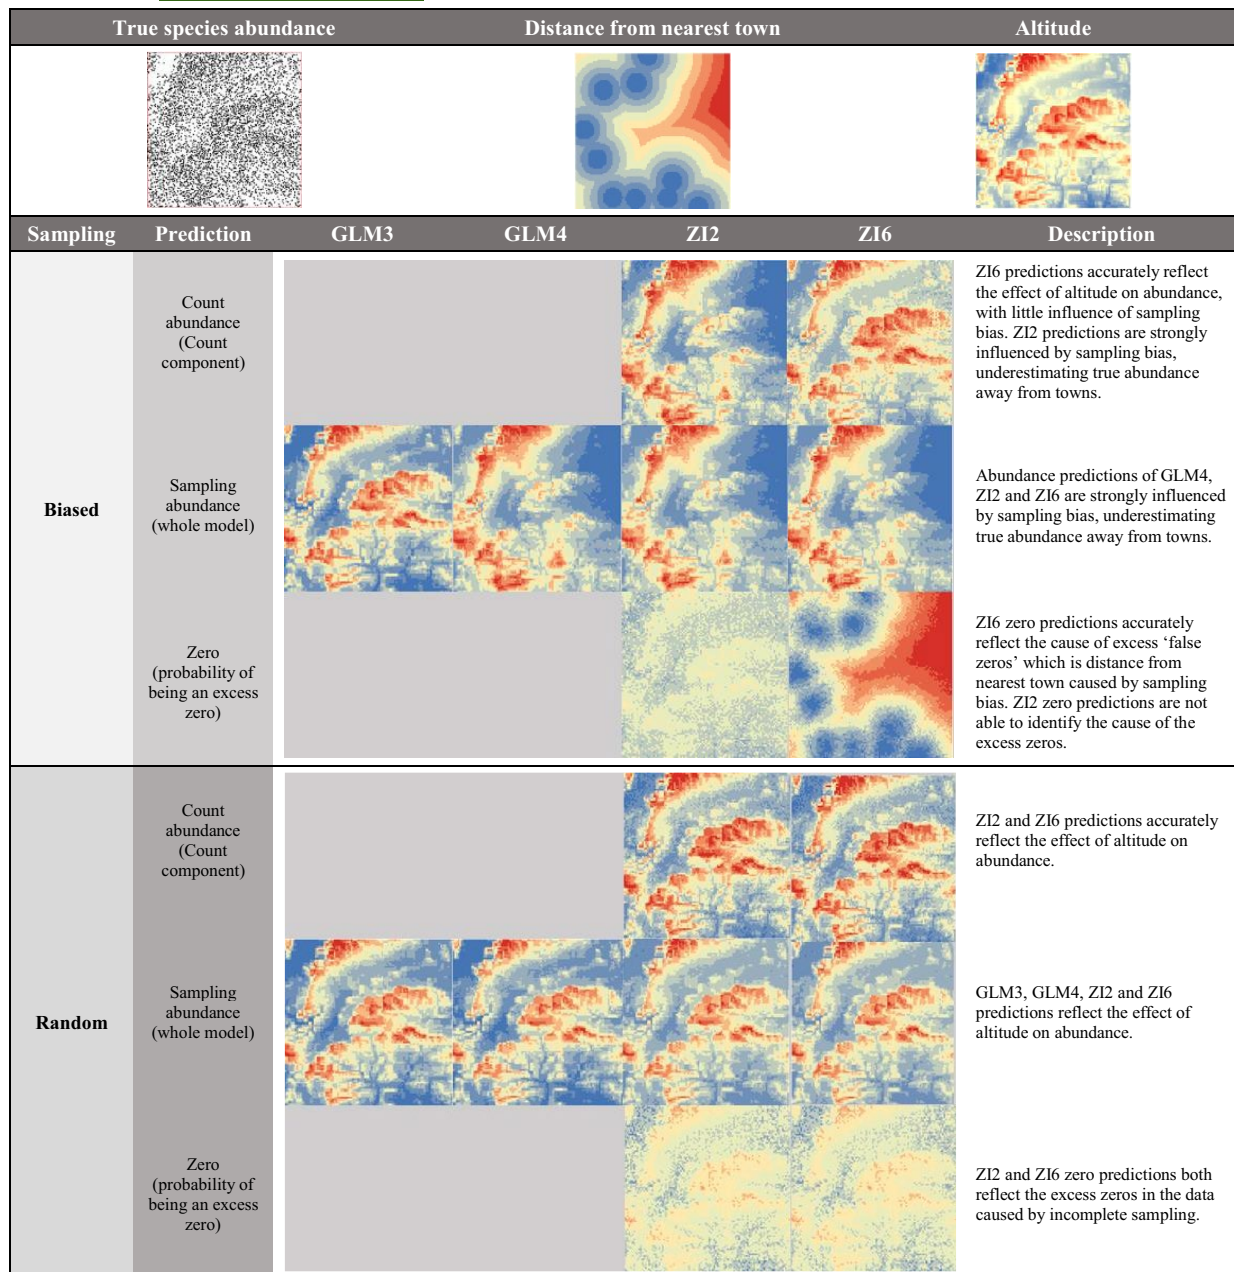 True species abundance Distance from nearest town Altitude
Sampling Prediction GLM3 GLM4 ZI2 ZI6 Description
Biased
Count
abundance
(Count
component)
ZI6 predictions accurately reflect
the effect of altitude on abundance,
with little influence of sampling
bias. ZI2 predictions are strongly
influenced by sampling bias,
underestimating true abundance
away from towns.
Sampling
abundance
(whole model)
Abundance predictions of GLM4,
ZI2 and ZI6 are strongly influenced
by sampling bias, underestimating
true abundance away from towns.
Zero
(probability of
being an excess
zero)
ZI6 zero predictions accurately
reflect the cause of excess ‘false
zeros’ which is distance from
nearest town caused by sampling
bias. ZI2 zero predictions are not
able to identify the cause of the
excess zeros.
Random
Count
abundance
(Count
component)
ZI2 and ZI6 predictions accurately
reflect the effect of altitude on
abundance.
Sampling
abundance
(whole model)
GLM3, GLM4, ZI2 and ZI6
predictions reflect the effect of
altitude on abundance.
Zero
(probability of
being an excess
zero)
ZI2 and ZI6 zero predictions both
reflect the excess zeros in the data
caused by incomplete sampling.